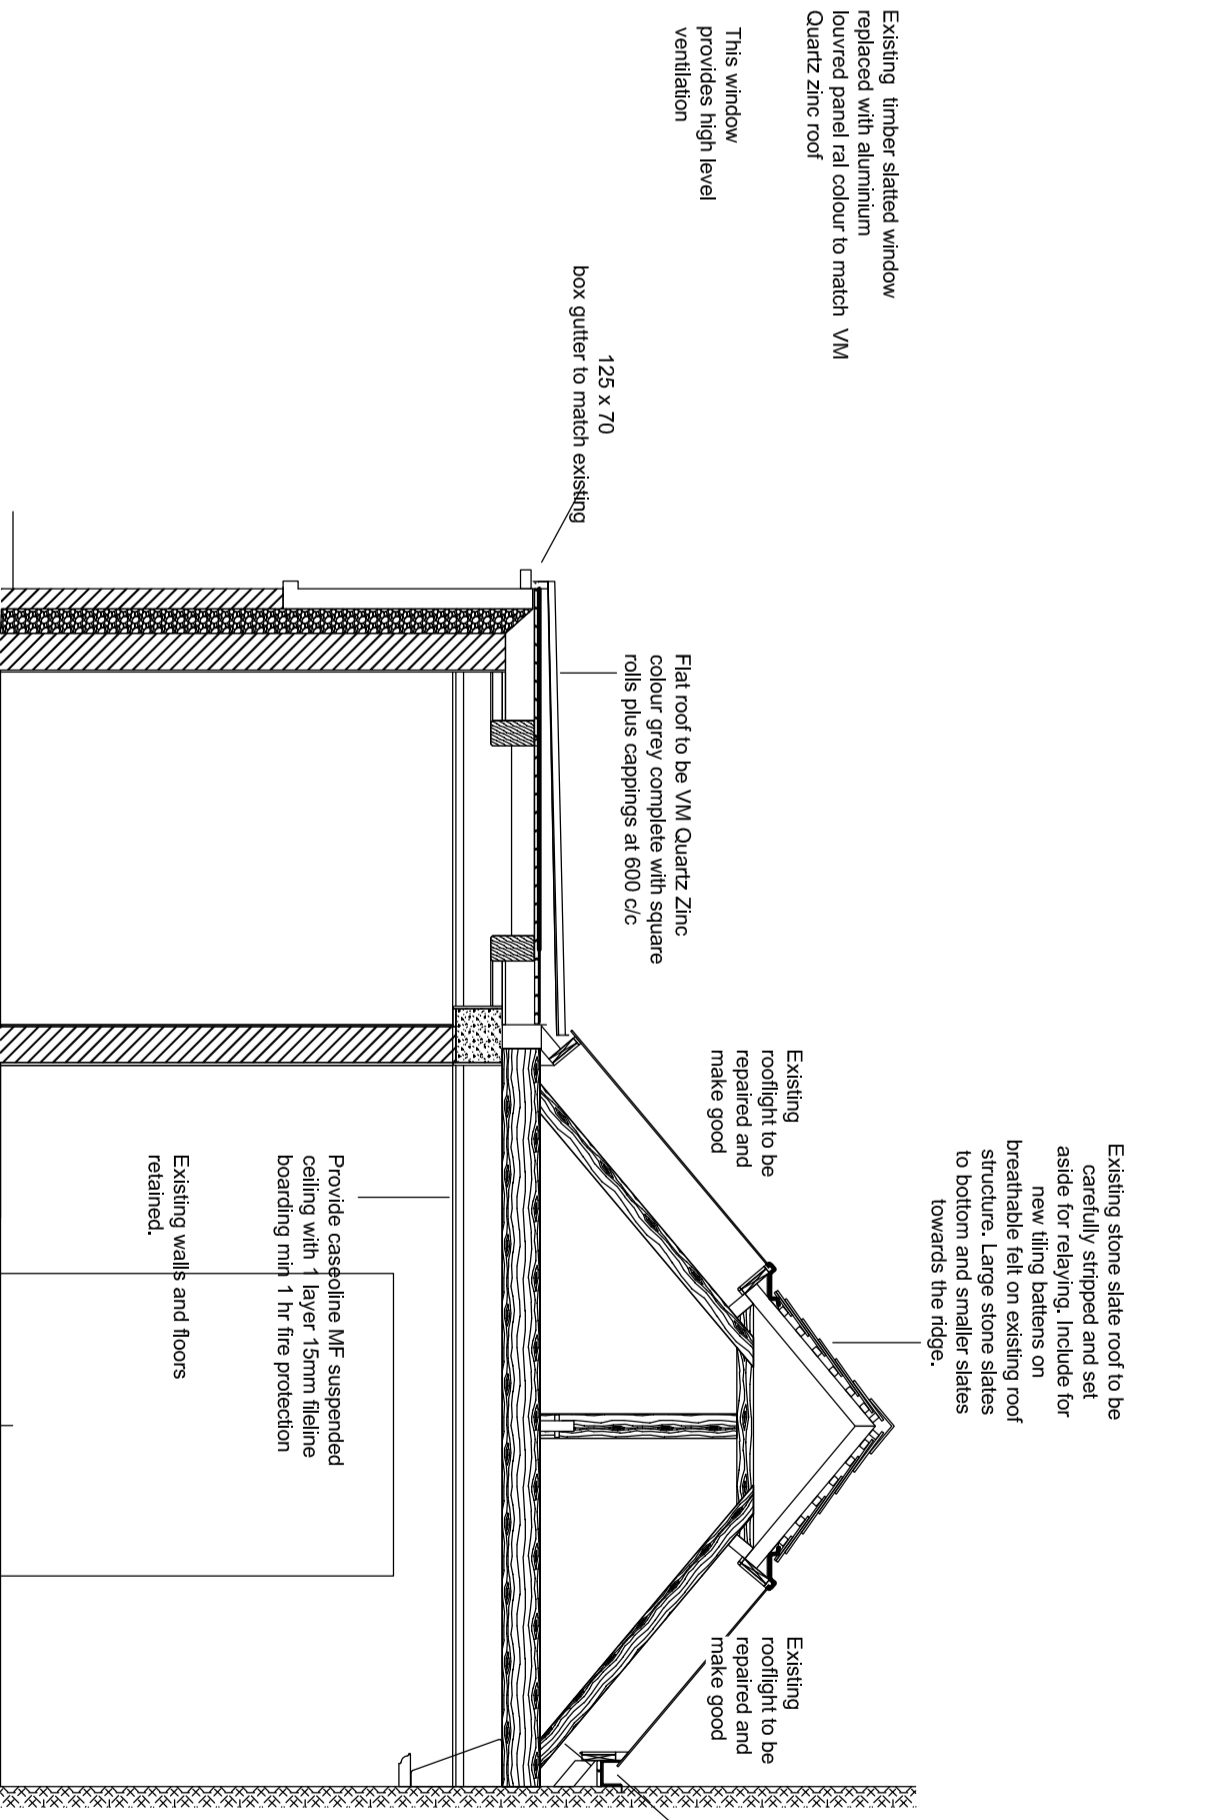 Existing timber slatted window
replaced with aluminium
louvred panel ral colour to match VM
Quartz zinc roof
This window
provides high level
ventilation
125 x 70
box gutter to match existing
Flat roof to be VM Quartz Zinc
colour grey complete with square
rolls plus cappings at 600 c/c
Existing
rooflight to be
repaired and
make good
Existing stone slate roof to be
carefully stripped and set
aside for relaying. Include for
new tiling battens on
breathable felt on existing roof
structure. Large stone slates
to bottom and smaller slates
towards the ridge.
Existing
rooflight to be
repaired and
make good
Provide caseoline MF suspended
ceiling with 1 layer 15mm fileline
boarding min 1 hr fire protection
Existing walls and floors
retained.